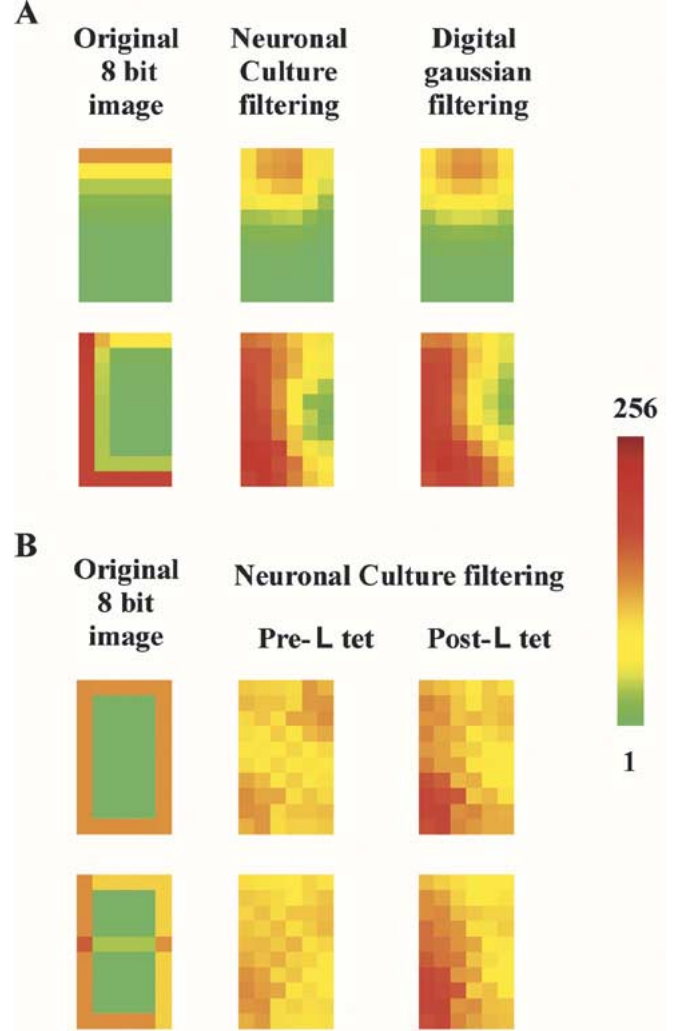 A
Original
8 bit
image
Neuronal
Culture
filtering
Digital
gaussian
filtering
256
1
B
Original
8 bit
image
Neuronal Culture filtering
Pre- L tet
Post- L tet